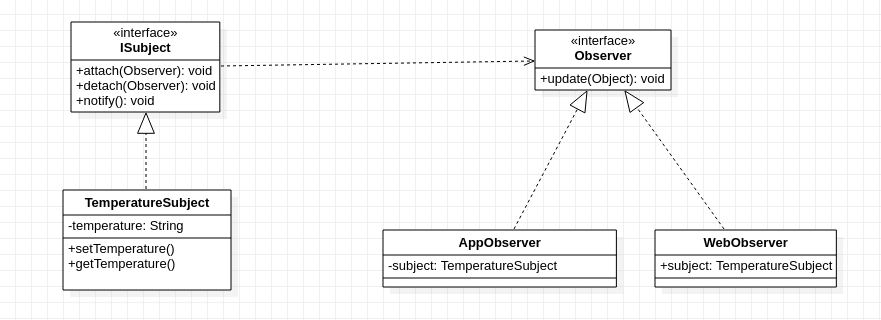 «interface»
ISubject
+attach(Observer): void
+detach(Observer): void
+notify(): void
«interface»
Observer
+update(Object): void
TemperatureSubject
-temperature: String
+setTemperature()
+getTemperature()
AppObserver
-subject: TemperatureSubject
WebObserver
+subject: TemperatureSubject